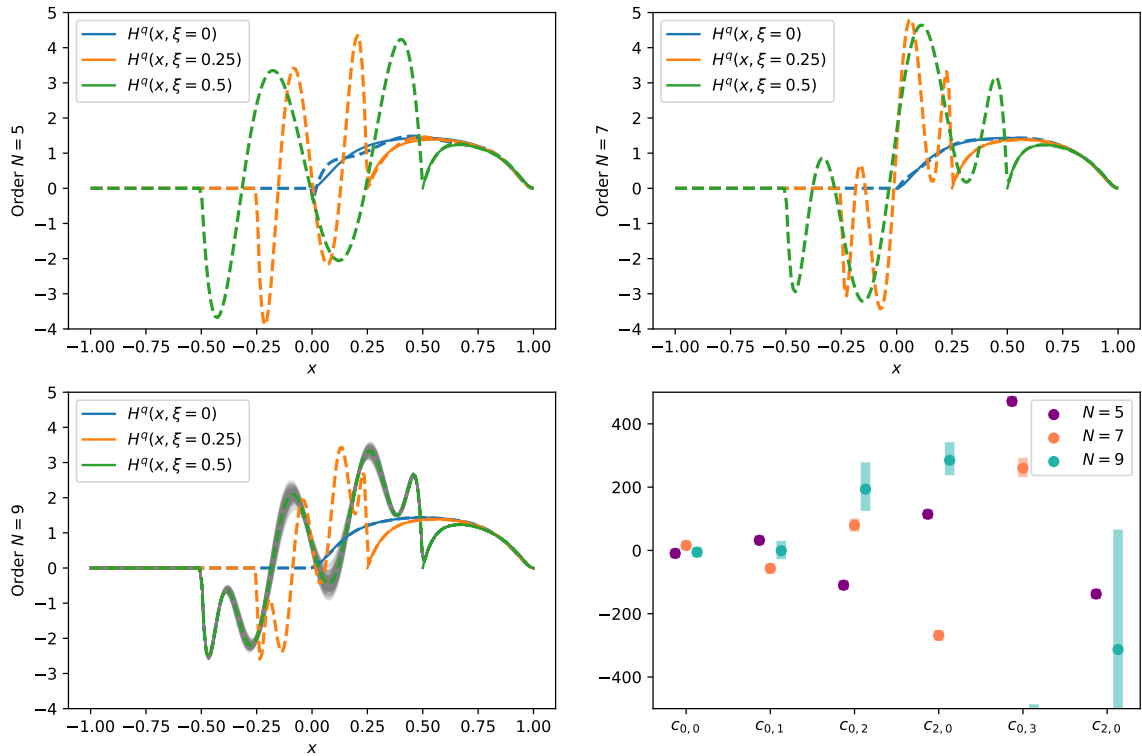 5
4
3
2
1
0
−1
−2
−3
−4
Order N = 5
H^q(x, ξ = 0)
H^q(x, ξ = 0.25)
H^q(x, ξ = 0.5)
−1.00 −0.75 −0.50 −0.25 0.00 0.25 0.50 0.75 1.00
x
5
4
3
2
1
0
−1
−2
−3
−4
Order N = 7
H^q(x, ξ = 0)
H^q(x, ξ = 0.25)
H^q(x, ξ = 0.5)
−1.00 −0.75 −0.50 −0.25 0.00 0.25 0.50 0.75 1.00
x
5
4
3
2
1
0
−1
−2
−3
−4
Order N = 9
H^q(x, ξ = 0)
H^q(x, ξ = 0.25)
H^q(x, ξ = 0.5)
−1.00 −0.75 −0.50 −0.25 0.00 0.25 0.50 0.75 1.00
x
400
200
0
−200
−400
N = 5
N = 7
N = 9
c_{0,0} c_{0,1} c_{0,2} c_{2,0} c_{0,3} c_{2,0}